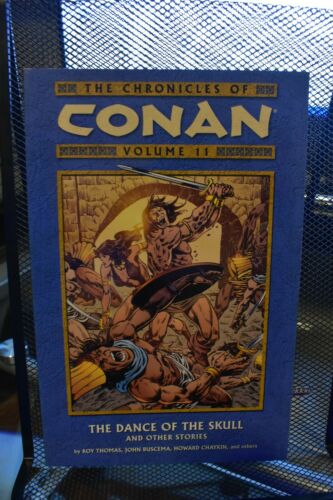 THE CHRONICLES OF
CONAN
VOLUME 11
THE DANCE OF THE SKULL
AND OTHER STORIES
by ROY THOMAS, JOHN BUSCEMA, HOWARD CHAYKIN, and others